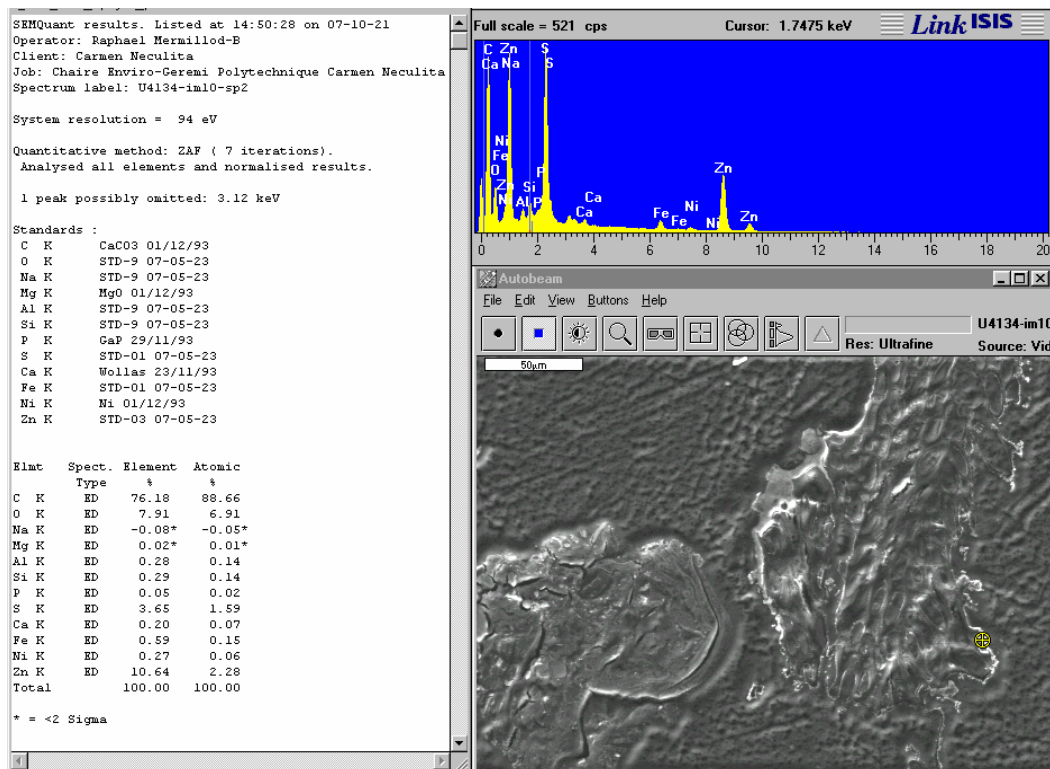 SEMQuant results. Listed at 14:50:28 on 07-10-21
Operator: Raphael Mermillod-B
Client: Carmen Neculita
Job: Chaire Enviro-Geremi Polytechnique Carmen Neculita
Spectrum label: U4134-im10-sp2
System resolution = 94 eV
Quantitative method: ZAF ( 7 iterations).
Analysed all elements and normalised results.
1 peak possibly omitted: 3.12 keV
Standards :
C K CaCO3 01/12/93
O K STD-9 07-05-23
Na K STD-9 07-05-23
Mg K MgO 01/12/93
Al K STD-9 07-05-23
Si K STD-9 07-05-23
P K GaP 29/11/93
S K STD-01 07-05-23
Ca K Wollas 23/11/93
Fe K STD-01 07-05-23
Ni K Ni 01/12/93
Zn K STD-03 07-05-23
Elmt Spect. Element Atomic
Type % %
C K ED 76.18 88.66
O K ED 7.91 6.91
Na K ED -0.08* -0.05*
Mg K ED 0.02* 0.01*
Al K ED 0.28 0.14
Si K ED 0.29 0.14
P K ED 0.05 0.02
S K ED 3.65 1.59
Ca K ED 0.20 0.07
Fe K ED 0.59 0.15
Ni K ED 0.27 0.06
Zn K ED 10.64 2.28
Total 100.00 100.00
* = <2 Sigma
Full scale = 521 cps Cursor: 1.7475 keV Link ISIS
C Zn S
Ca Na S
Ni
Fe P
O Si Zn
Zn Ca Ni
Al P Ca Fe Fe Ni Zn
0 2 4 6 8 10 12 14 16 18 20
Autobeam
File Edit View Buttons Help
U4134-im10
Res: Ultrafine Source: Vid
50µm